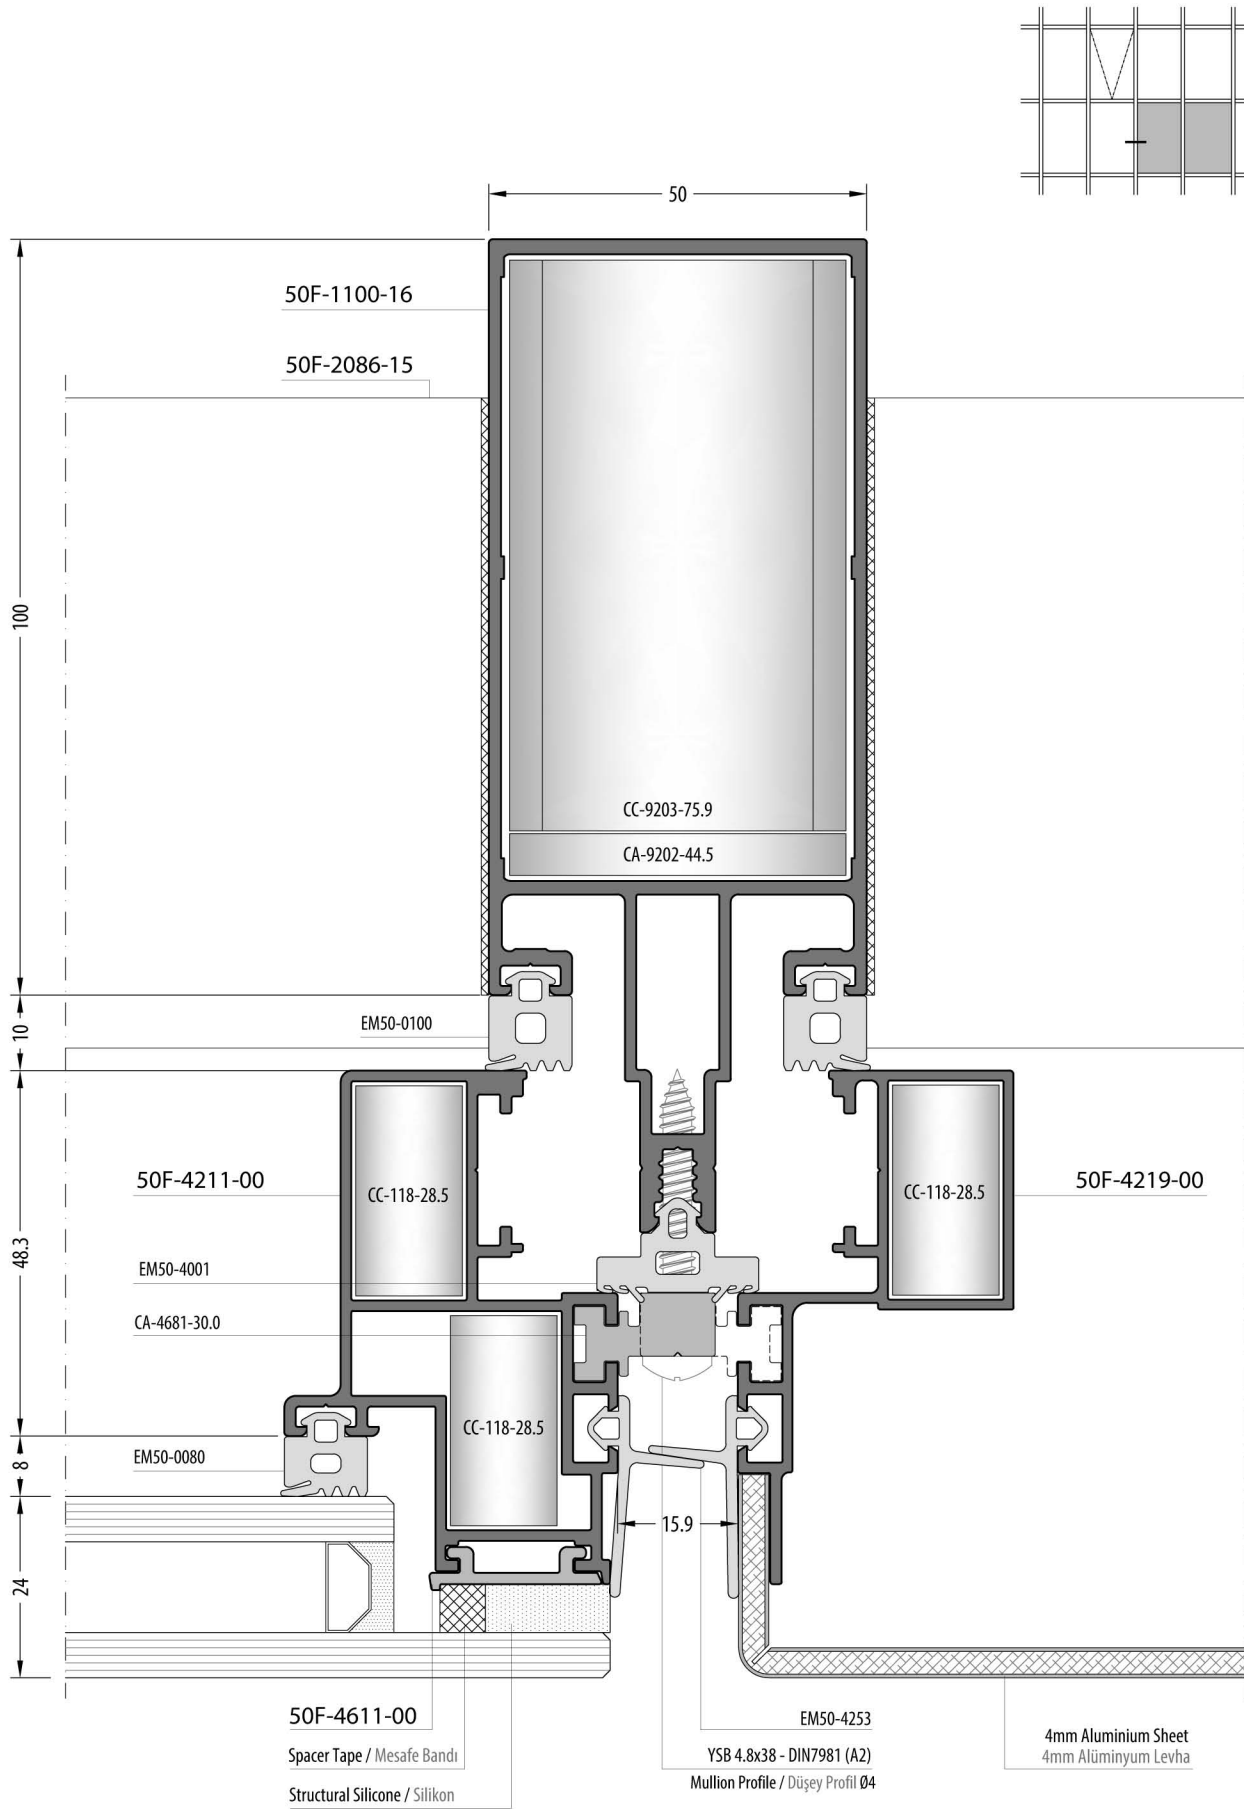 50
50F-1100-16
50F-2086-15
100
CC-9203-75.9
CA-9202-44.5
10
EM50-0100
50F-4211-00
CC-118-28.5
CC-118-28.5
50F-4219-00
48.3
EM50-4001
CA-4681-30.0
CC-118-28.5
EM50-0080
8
15.9
24
50F-4611-00
EM50-4253
Spacer Tape / Mesafe Bandı
YSB 4.8x38 - DIN7981 (A2)
4mm Aluminium Sheet
4mm Alüminyum Levha
Mullion Profile / Düşey Profil Ø4
Structural Silicone / Silikon